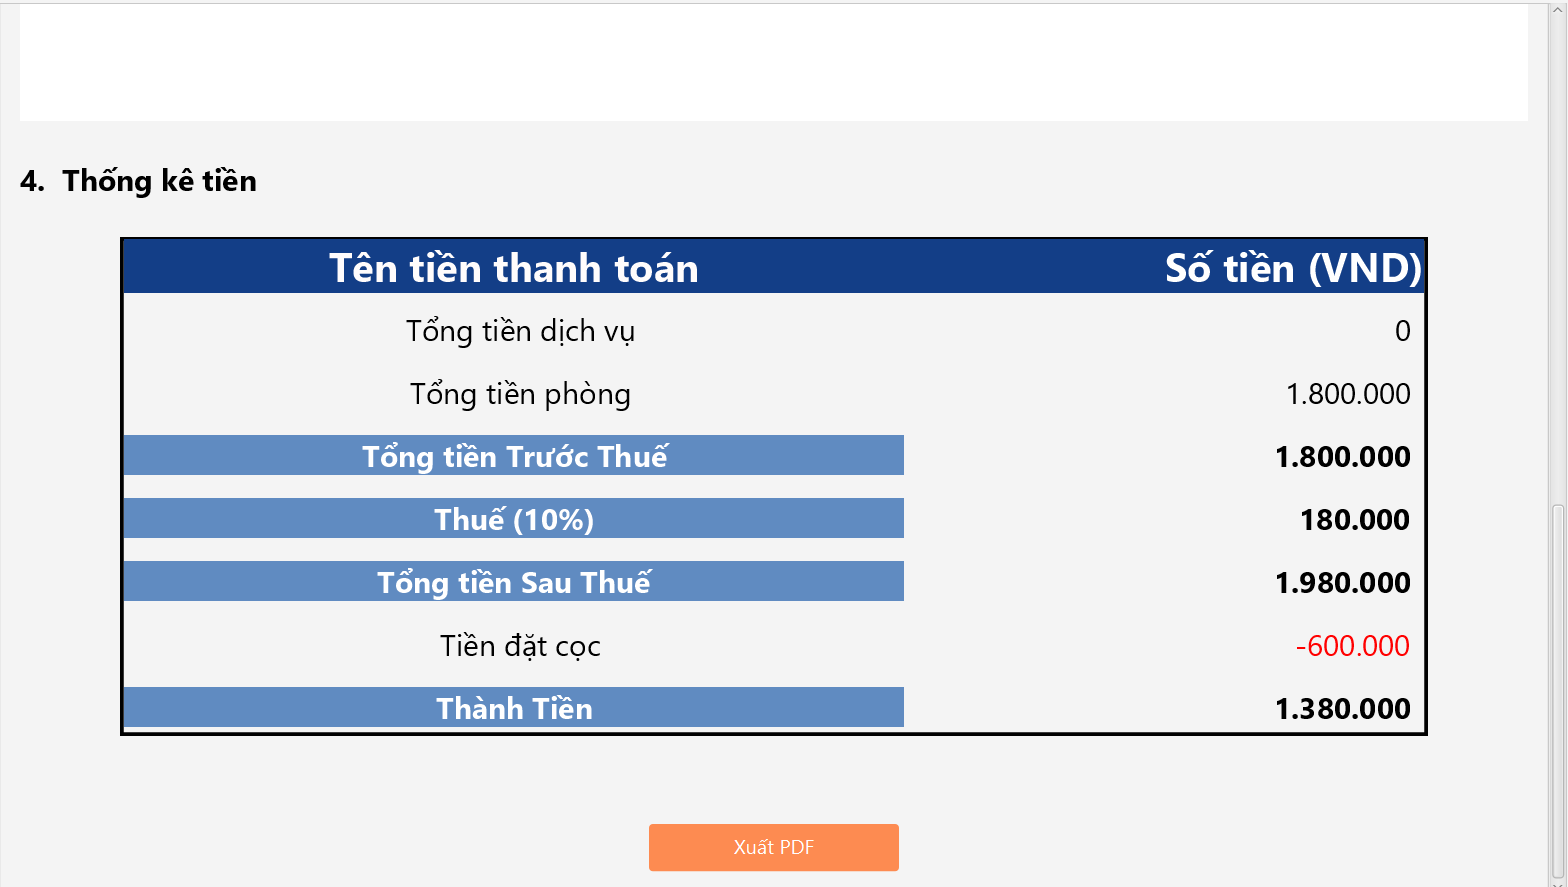 4. Thống kê tiền
Tên tiền thanh toán Số tiền (VND)
Tổng tiền dịch vụ 0
Tổng tiền phòng 1.800.000
Tổng tiền Trước Thuế 1.800.000
Thuế (10%) 180.000
Tổng tiền Sau Thuế 1.980.000
Tiền đặt cọc -600.000
Thành Tiền 1.380.000
Xuất PDF